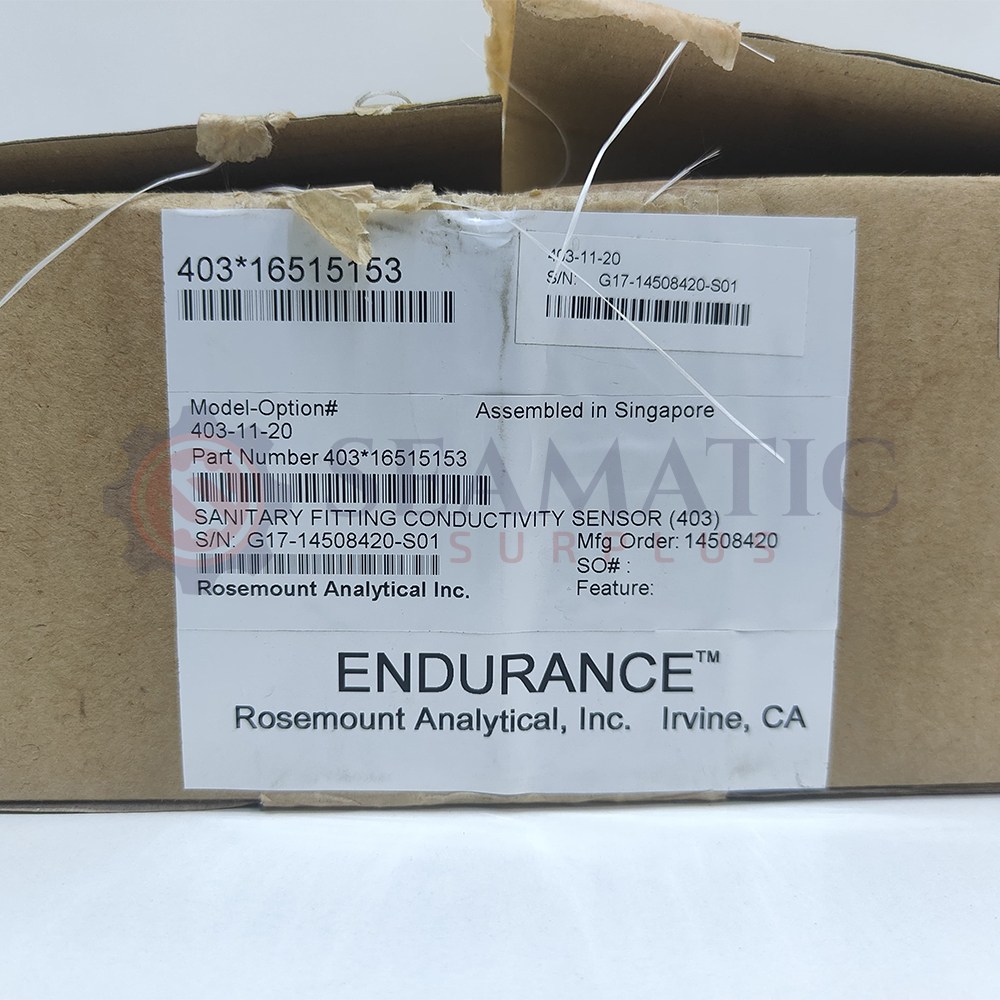 403*16515153
403-11-20
S/N: G17-14508420-S01
Model-Option# Assembled in Singapore
403-11-20
Part Number 403*16515153
SANITARY FITTING CONDUCTIVITY SENSOR (403)
S/N: G17-14508420-S01 Mfg Order: 14508420
SO# :
Rosemount Analytical Inc. Feature:
ENDURANCE™
Rosemount Analytical, Inc. Irvine, CA
SEAMATIC
SURPLUS